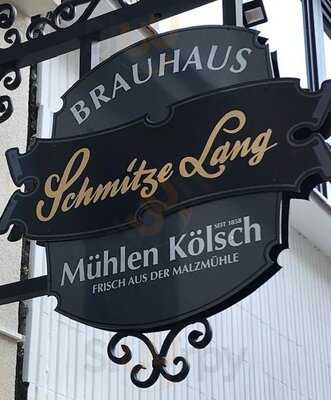 BRAUHAUS
Schmitze Lang
SEIT 1858
Mühlen Kölsch
FRISCH AUS DER MALZMÜHLE